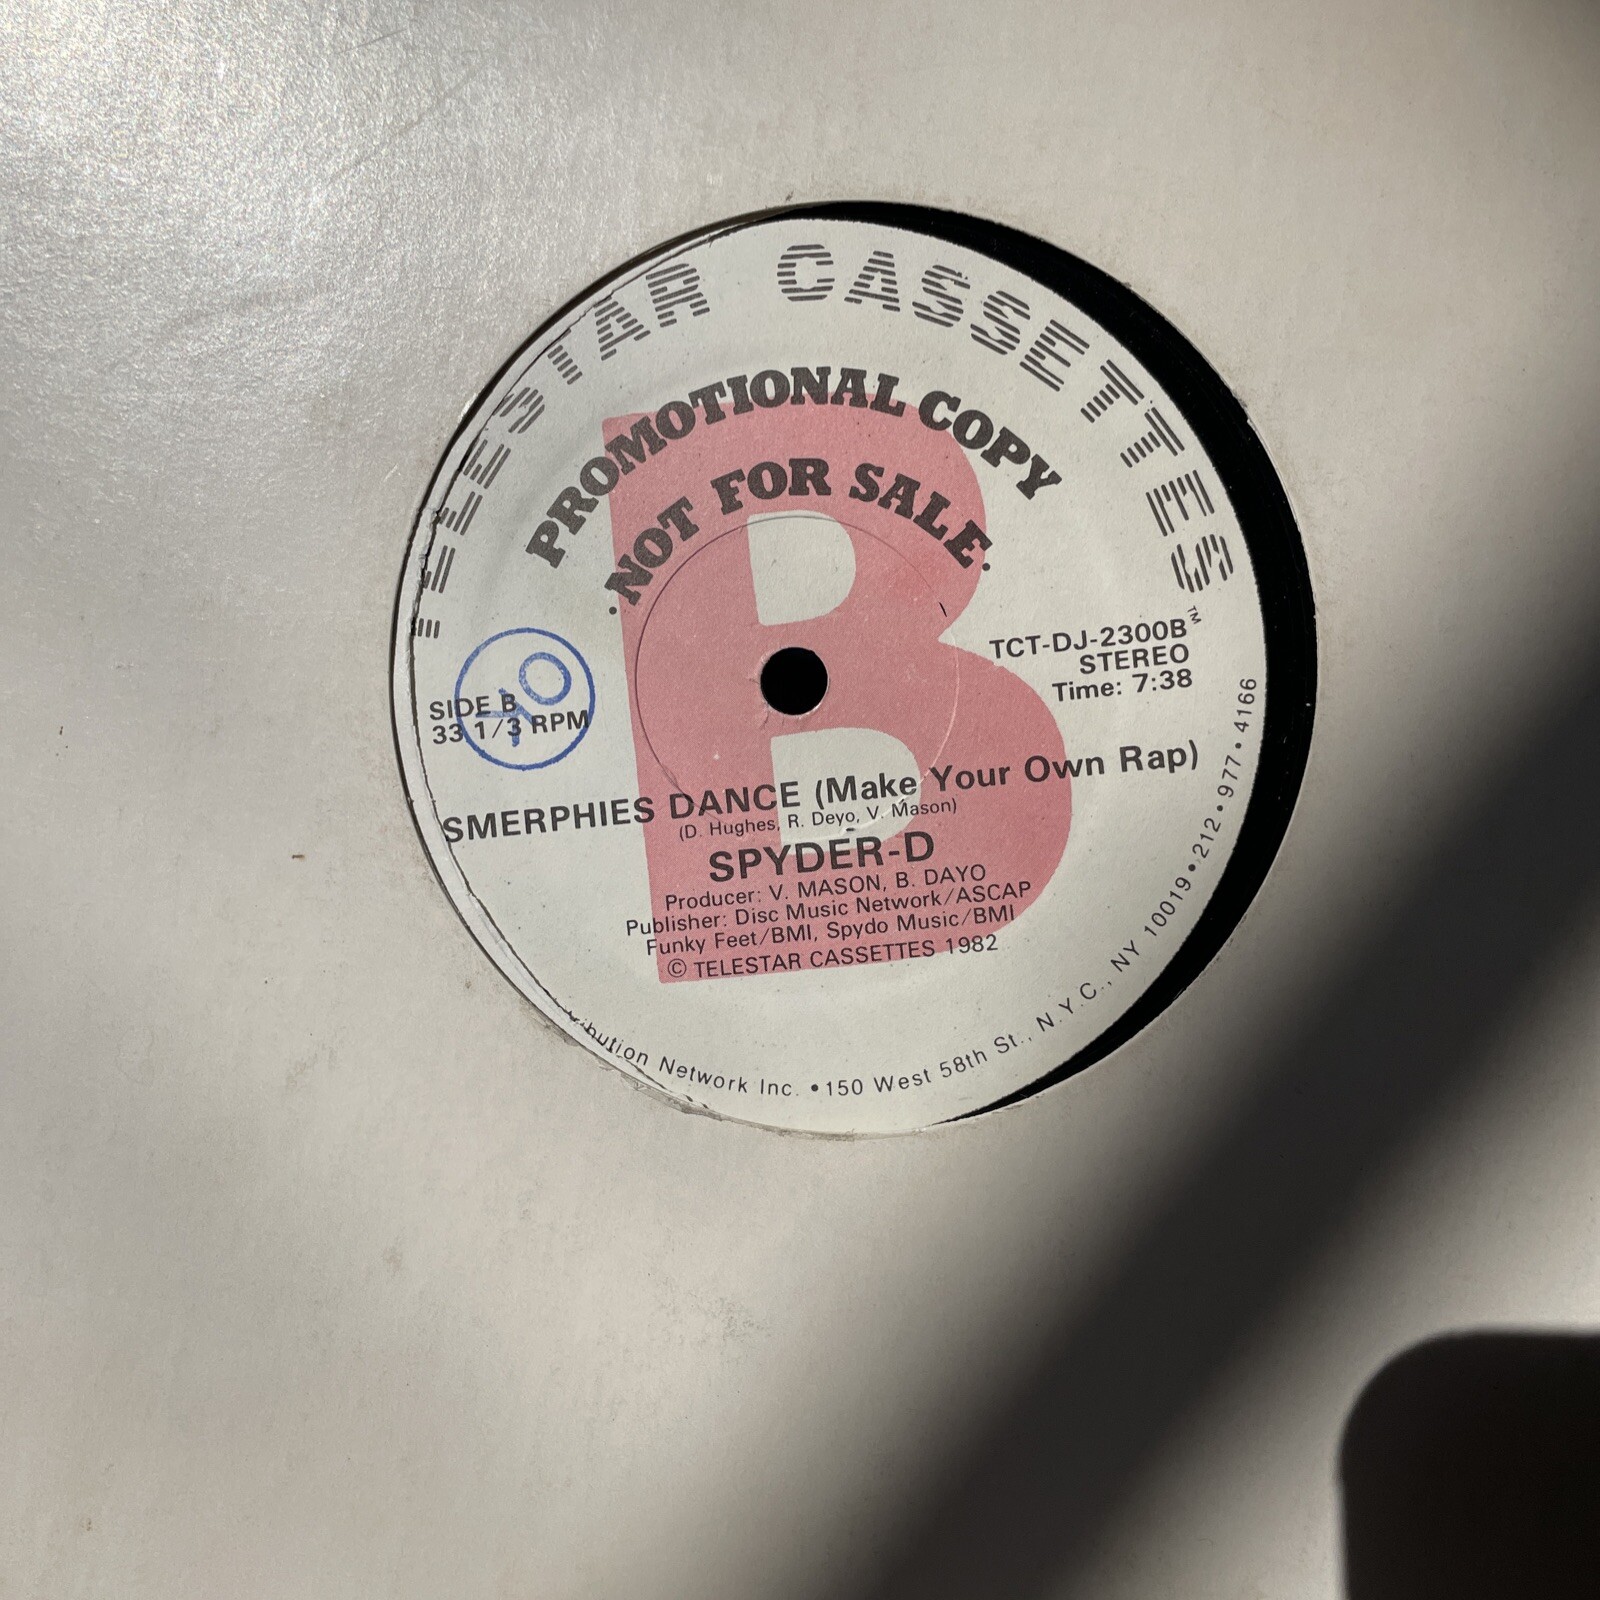 TELESTAR CASSETTES
PROMOTIONAL COPY
·NOT FOR SALE·
B
TCT-DJ-2300B™
STEREO
Time: 7:38
SIDE B
33 1/3 RPM
SMERPHIES DANCE (Make Your Own Rap)
(D. Hughes, R. Deyo, V. Mason)
SPYDER-D
Producer: V. MASON, B. DAYO
Publisher: Disc Music Network/ASCAP
Funky Feet/BMI, Spydo Music/BMI
© TELESTAR CASSETTES 1982
Network Inc. • 150 West 58th St., N.Y.C., NY 10019 • 212 • 977 • 4166